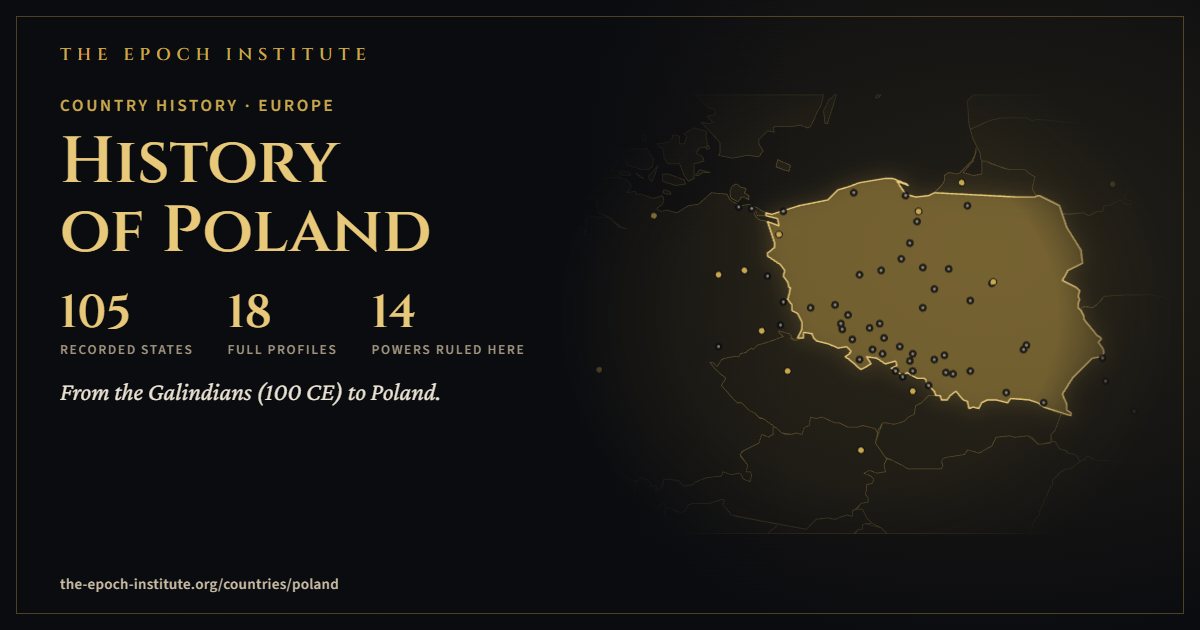 THE EPOCH INSTITUTE
COUNTRY HISTORY · EUROPE
History
of Poland
105 18 14
RECORDED STATES FULL PROFILES POWERS RULED HERE
From the Galindians (100 CE) to Poland.
the-epoch-institute.org/countries/poland